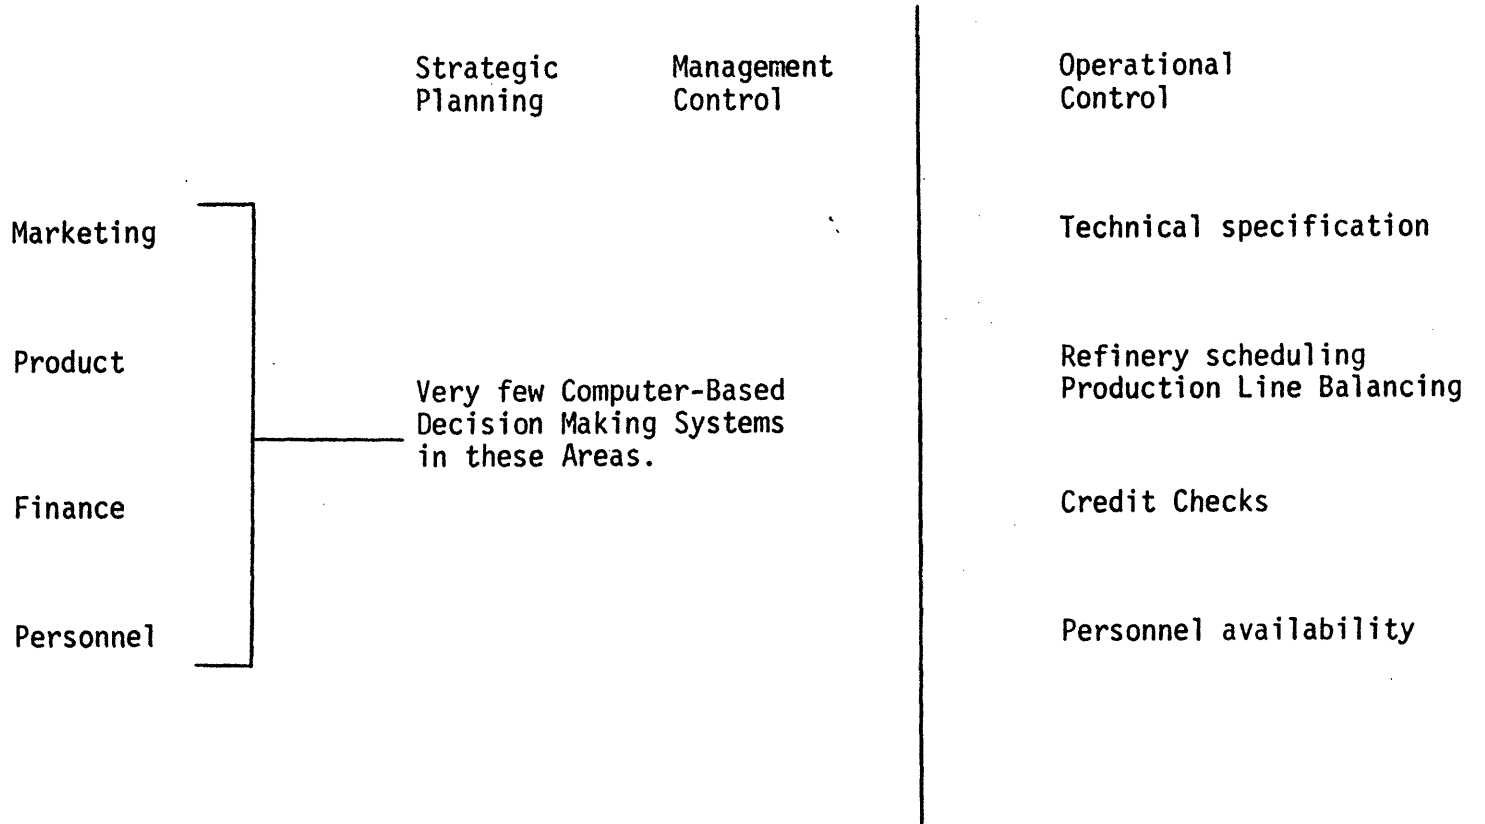 Strategic
Planning
Management
Control
Operational
Control
Marketing
Technical specification
Product
Refinery scheduling
Production Line Balancing
Very few Computer-Based
Decision Making Systems
in these Areas.
Finance
Credit Checks
Personnel
Personnel availability